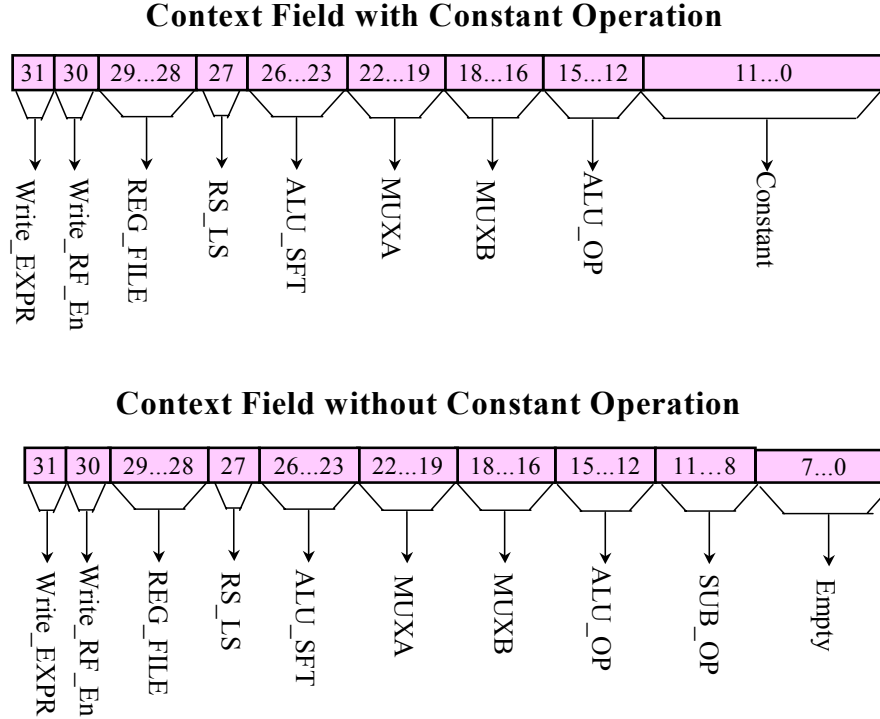 Context Field with Constant Operation
31 30 29...28 27 26...23 22...19 18...16 15...12 11...0
Write_EXPR
Write_RF_En
REG_FILE
RS_LS
ALU_SFT
MUXA
MUXB
ALU_OP
Constant
Context Field without Constant Operation
31 30 29...28 27 26...23 22...19 18...16 15...12 11...8 7...0
Write_EXPR
Write_RF_En
REG_FILE
RS_LS
ALU_SFT
MUXA
MUXB
ALU_OP
SUB_OP
Empty